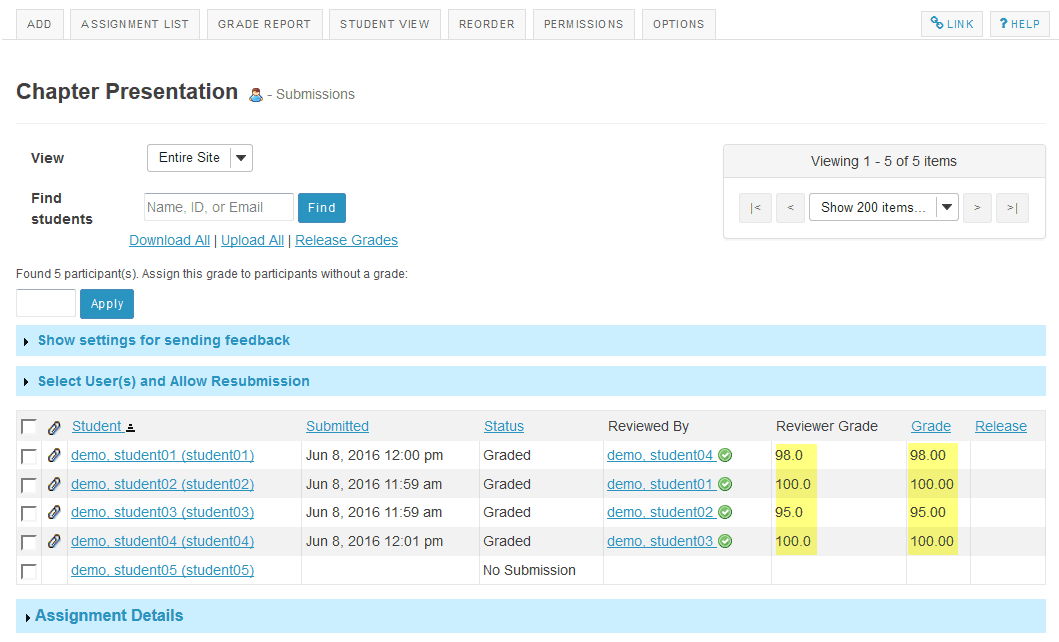 ADD ASSIGNMENT LIST GRADE REPORT STUDENT VIEW REORDER PERMISSIONS OPTIONS LINK ? HELP
Chapter Presentation - Submissions
View Entire Site
Viewing 1 - 5 of 5 items
Find
students
Name, ID, or Email Find
|< < Show 200 items... > >|
Download All | Upload All | Release Grades
Found 5 participant(s). Assign this grade to participants without a grade:
Apply
Show settings for sending feedback
Select User(s) and Allow Resubmission
Student Submitted Status Reviewed By Reviewer Grade Grade Release
demo, student01 (student01) Jun 8, 2016 12:00 pm Graded demo, student04 98.0 98.00
demo, student02 (student02) Jun 8, 2016 11:59 am Graded demo, student01 100.0 100.00
demo, student03 (student03) Jun 8, 2016 11:59 am Graded demo, student02 95.0 95.00
demo, student04 (student04) Jun 8, 2016 12:01 pm Graded demo, student03 100.0 100.00
demo, student05 (student05) No Submission
Assignment Details